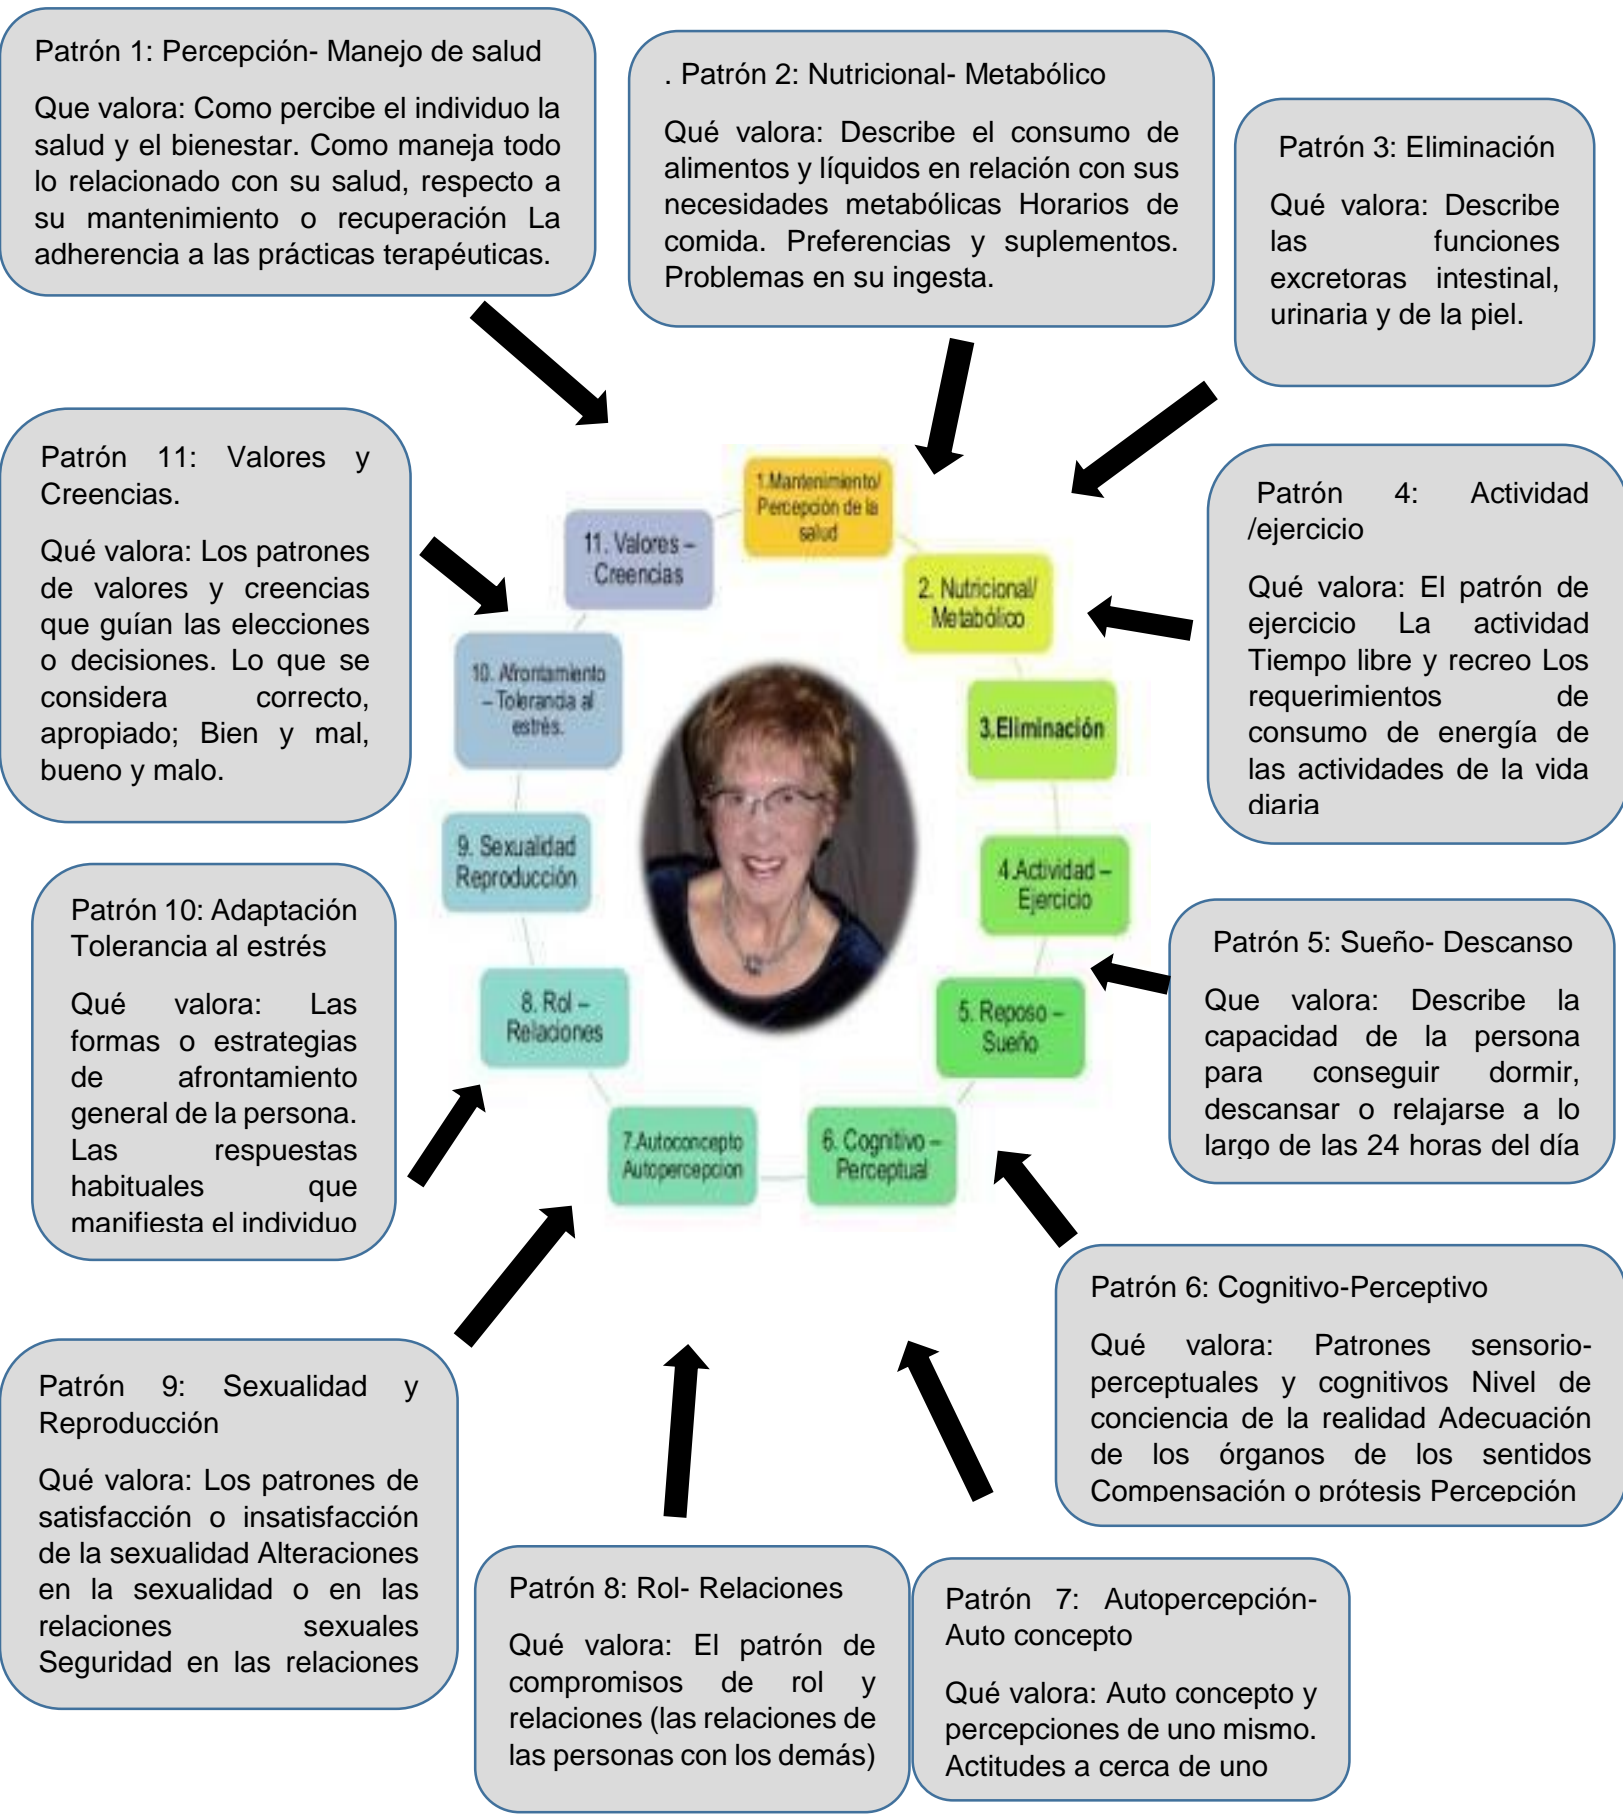 Patrón 1: Percepción- Manejo de salud
Que valora: Como percibe el individuo la
salud y el bienestar. Como maneja todo
lo relacionado con su salud, respecto a
su mantenimiento o recuperación La
adherencia a las prácticas terapéuticas.
. Patrón 2: Nutricional- Metabólico
Qué valora: Describe el consumo de
alimentos y líquidos en relación con sus
necesidades metabólicas Horarios de
comida. Preferencias y suplementos.
Problemas en su ingesta.
Patrón 3: Eliminación
Qué valora: Describe
las funciones
excretoras intestinal,
urinaria y de la piel.
Patrón 11: Valores y
Creencias.
Qué valora: Los patrones
de valores y creencias
que guían las elecciones
o decisiones. Lo que se
considera correcto,
apropiado; Bien y mal,
bueno y malo.
1.Mantenimiento/
Percepción de la
salud
11. Valores –
Creencias
2. Nutricional/
Metabólico
10. Afrontamiento
– Tolerancia al
estrés.
3.Eliminación
9. Sexualidad
Reproducción
4.Actividad –
Ejercicio
8. Rol –
Relaciones
5. Reposo –
Sueño
7.Autoconcepto
Autopercepcion
6. Cognitivo –
Perceptual
Patrón 4: Actividad
/ejercicio
Qué valora: El patrón de
ejercicio La actividad
Tiempo libre y recreo Los
requerimientos de
consumo de energía de
las actividades de la vida
diaria
Patrón 10: Adaptación
Tolerancia al estrés
Qué valora: Las
formas o estrategias
de afrontamiento
general de la persona.
Las respuestas
habituales que
manifiesta el individuo
Patrón 5: Sueño- Descanso
Que valora: Describe la
capacidad de la persona
para conseguir dormir,
descansar o relajarse a lo
largo de las 24 horas del día
Patrón 6: Cognitivo-Perceptivo
Qué valora: Patrones sensorio-
perceptuales y cognitivos Nivel de
conciencia de la realidad Adecuación
de los órganos de los sentidos
Compensación o prótesis Percepción
Patrón 9: Sexualidad y
Reproducción
Qué valora: Los patrones de
satisfacción o insatisfacción
de la sexualidad Alteraciones
en la sexualidad o en las
relaciones sexuales
Seguridad en las relaciones
Patrón 8: Rol- Relaciones
Qué valora: El patrón de
compromisos de rol y
relaciones (las relaciones de
las personas con los demás)
Patrón 7: Autopercepción-
Auto concepto
Qué valora: Auto concepto y
percepciones de uno mismo.
Actitudes a cerca de uno